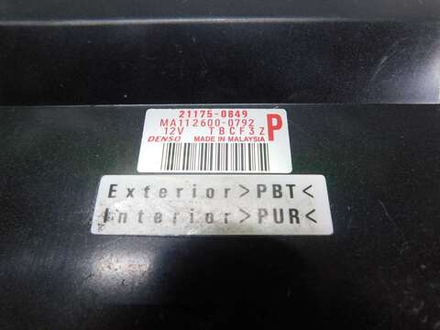 21175-0849
MA112600-0792
12V TBCF3Z P
DENSO MADE IN MALAYSIA
Exterior>PBT<
Interior>PUR<